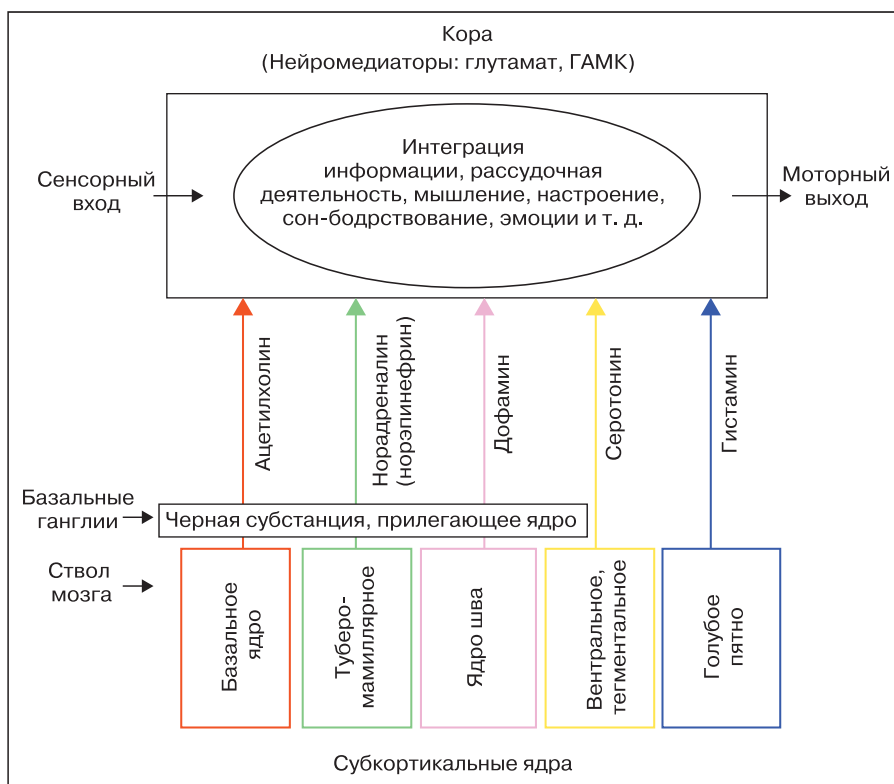 Кора
(Нейромедиаторы: глутамат, ГАМК)
Интеграция
информации, рассудочная
деятельность, мышление, настроение,
сон-бодрствование, эмоции и т. д.
Сенсорный
вход
Моторный
выход
Ацетилхолин
Норадреналин
(норэпинефрин)
Дофамин
Серотонин
Гистамин
Базальные
ганглии
Черная субстанция, прилегающее ядро
Ствол
мозга
Базальное
ядро
Туберо-
мамиллярное
Ядро шва
Вентральное,
тегментальное
Голубое
пятно
Субкортикальные ядра